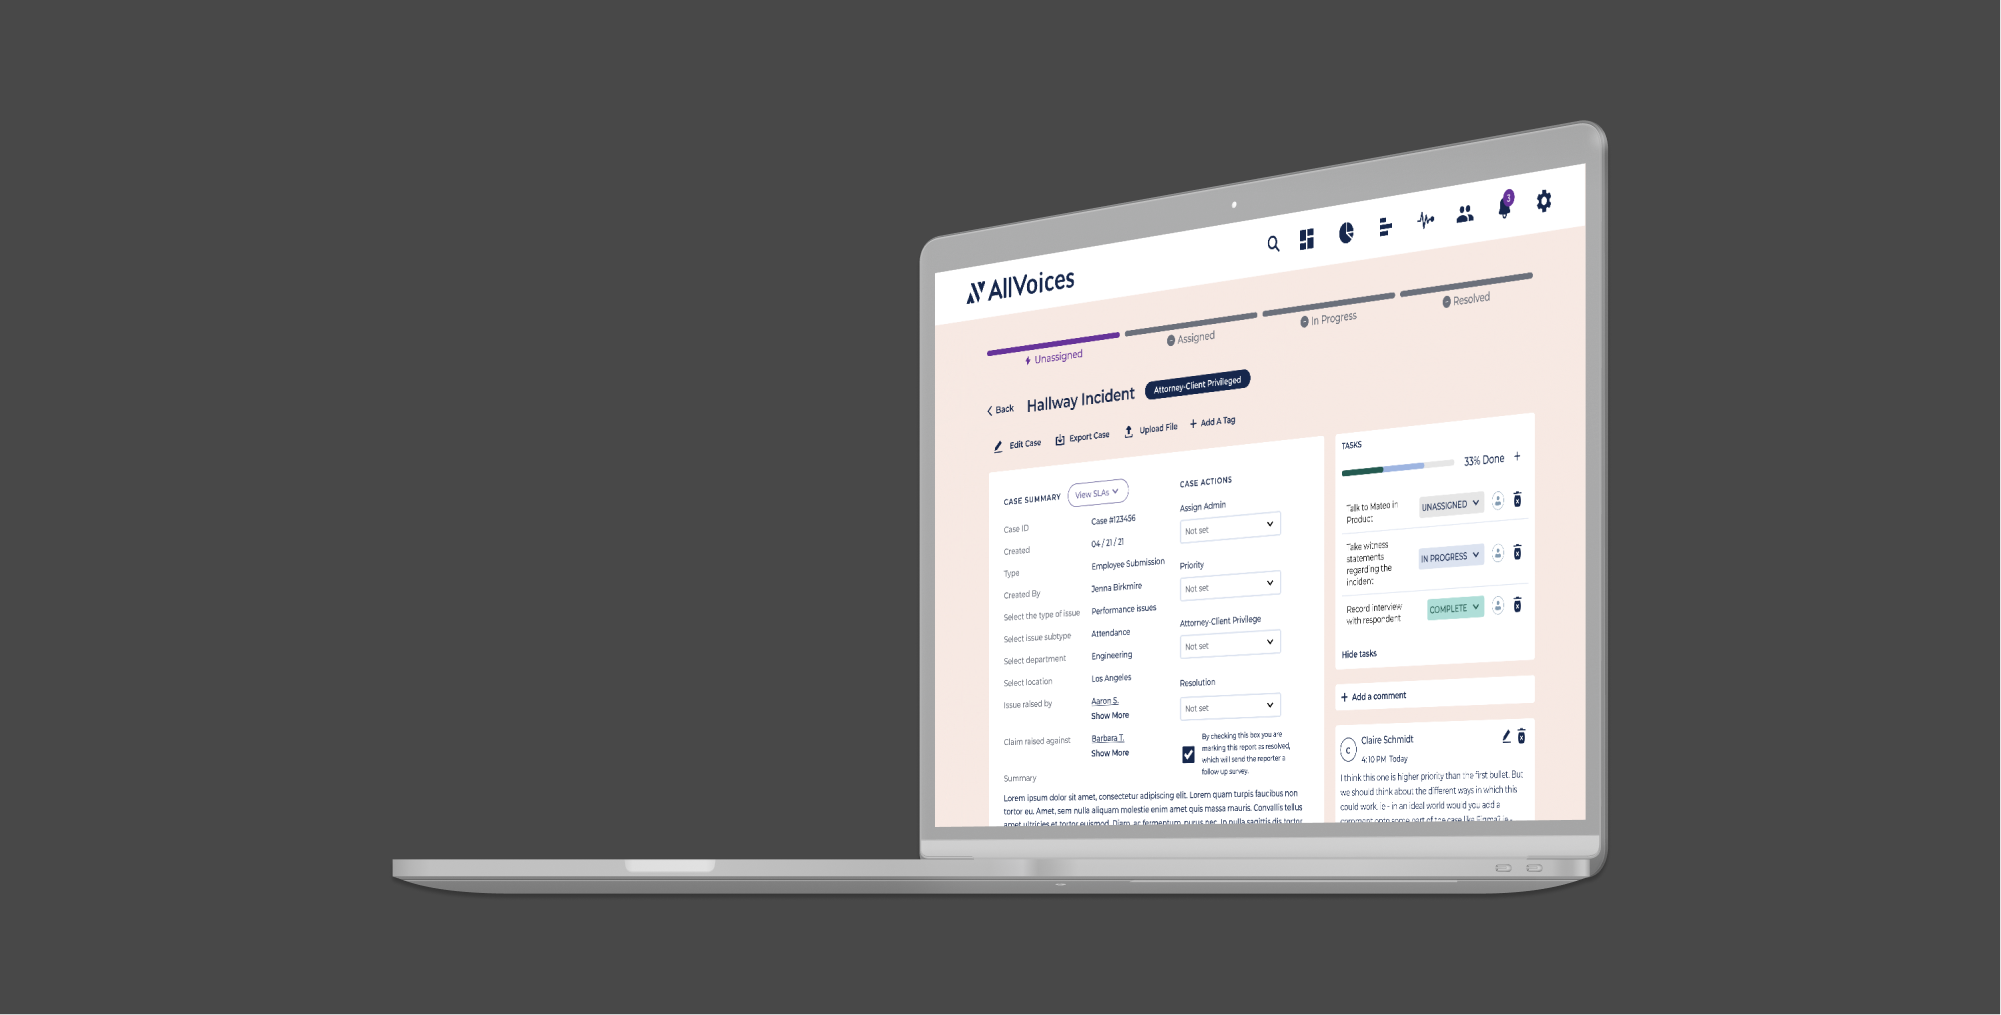 AllVoices
3
Unassigned
Assigned
In Progress
Resolved
Back
Hallway Incident
Attorney-Client Privileged
Edit Case
Export Case
Upload File
+ Add A Tag
CASE SUMMARY
View SLAs
Case ID
Case #123456
Created
04 / 21 / 21
Type
Employee Submission
Created By
Jenna Birkmire
Select the type of issue
Performance issues
Select issue subtype
Attendance
Select department
Engineering
Select location
Los Angeles
Issue raised by
Aaron S.
Show More
Claim raised against
Barbara T.
Show More
Summary
Lorem ipsum dolor sit amet, consectetur adipiscing elit. Lorem quam turpis faucibus non
tortor eu. Amet, sem nulla aliquam molestie enim amet quis massa mauris. Convallis tellus
amet ultricies et tortor euismod. Diam, ac fermentum, purus nec. In nulla sagittis dis tortor
CASE ACTIONS
Assign Admin
Not set
Priority
Not set
Attorney-Client Privilege
Not set
Resolution
Not set
By checking this box you are
marking this report as resolved,
which will send the reporter a
follow up survey.
TASKS
33% Done +
Talk to Mateo in
Product
UNASSIGNED
Take witness
statements
regarding the
incident
IN PROGRESS
Record interview
with respondent
COMPLETE
Hide tasks
+ Add a comment
C
Claire Schmidt
4:10 PM Today
I think this one is higher priority than the first bullet. But
we should think about the different ways in which this
could work. ie - in an ideal world would you add a
comment onto some part of the case like Figma? ie -